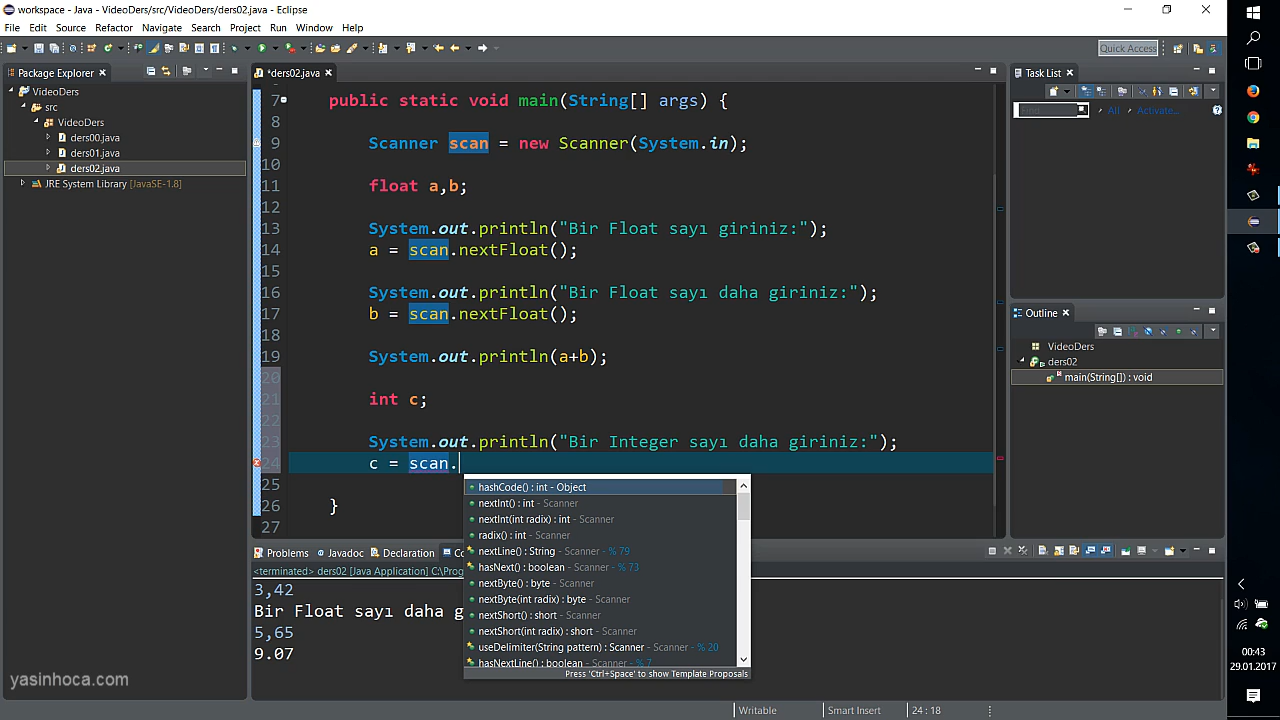 workspace - Java - VideoDers/src/VideoDers/ders02.java - Eclipse
File Edit Source Refactor Navigate Search Project Run Window Help
Quick Access
Package Explorer
VideoDers
src
VideoDers
ders00.java
ders01.java
ders02.java
JRE System Library [JavaSE-1.8]
*ders02.java
7 public static void main(String[] args) {
8
9 Scanner scan = new Scanner(System.in);
10
11 float a,b;
12
13 System.out.println("Bir Float sayı giriniz:");
14 a = scan.nextFloat();
15
16 System.out.println("Bir Float sayı daha giriniz:");
17 b = scan.nextFloat();
18
19 System.out.println(a+b);
20
21 int c;
22
23 System.out.println("Bir Integer sayı daha giriniz:");
24 c = scan.
25
26 }
27
hashCode() : int - Object
nextInt() : int - Scanner
nextInt(int radix) : int - Scanner
radix() : int - Scanner
nextLine() : String - Scanner - % 79
hasNext() : boolean - Scanner - % 73
nextByte() : byte - Scanner
nextByte(int radix) : byte - Scanner
nextShort() : short - Scanner
nextShort(int radix) : short - Scanner
useDelimiter(String pattern) : Scanner - Scanner - % 20
hasNextLine() : boolean - Scanner - % 7
Press 'Ctrl+Space' to show Template Proposals
Task List
Find
All
Activate...
Outline
VideoDers
ders02
main(String[]) : void
Problems Javadoc Declaration Co
<terminated> ders02 [Java Application] C:\Prog
3,42
Bir Float sayı daha g
5,65
9.07
yasinhoca.com
Writable Smart Insert 24 : 18
00:43
29.01.2017